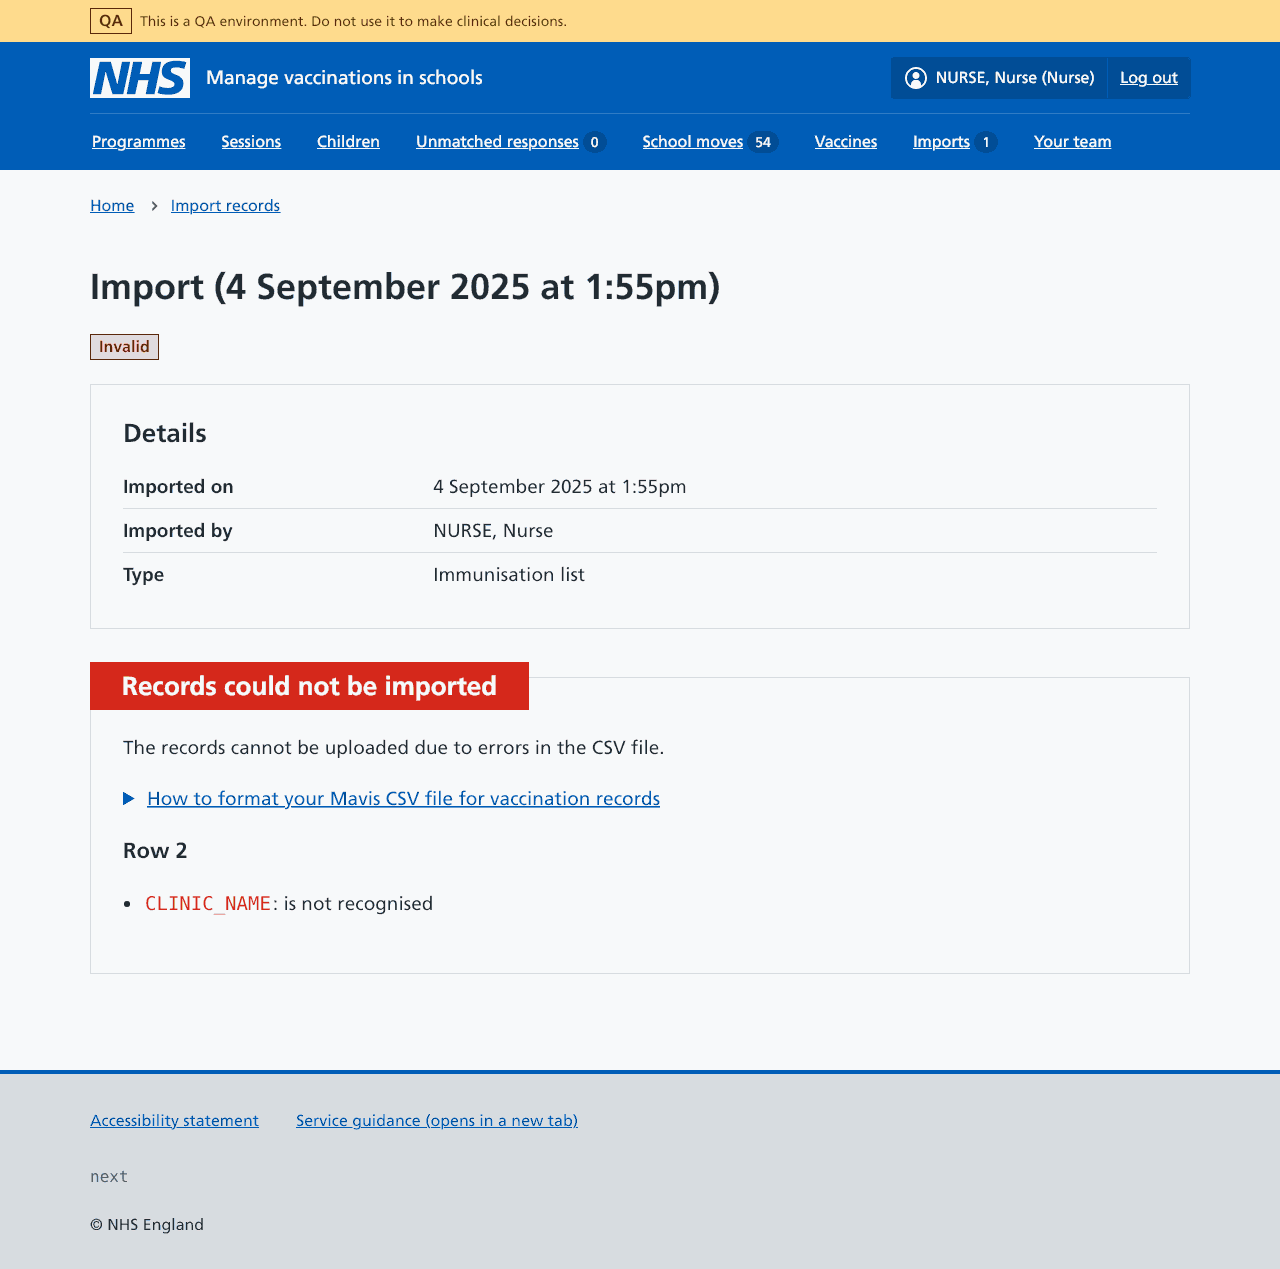 QA This is a QA environment. Do not use it to make clinical decisions.
NHS Manage vaccinations in schools NURSE, Nurse (Nurse) Log out
Programmes Sessions Children Unmatched responses 0 School moves 54 Vaccines Imports 1 Your team
Home Import records
Import (4 September 2025 at 1:55pm)
Invalid
Details
Imported on 4 September 2025 at 1:55pm
Imported by NURSE, Nurse
Type Immunisation list
Records could not be imported
The records cannot be uploaded due to errors in the CSV file.
How to format your Mavis CSV file for vaccination records
Row 2
• CLINIC_NAME: is not recognised
Accessibility statement Service guidance (opens in a new tab)
next
© NHS England